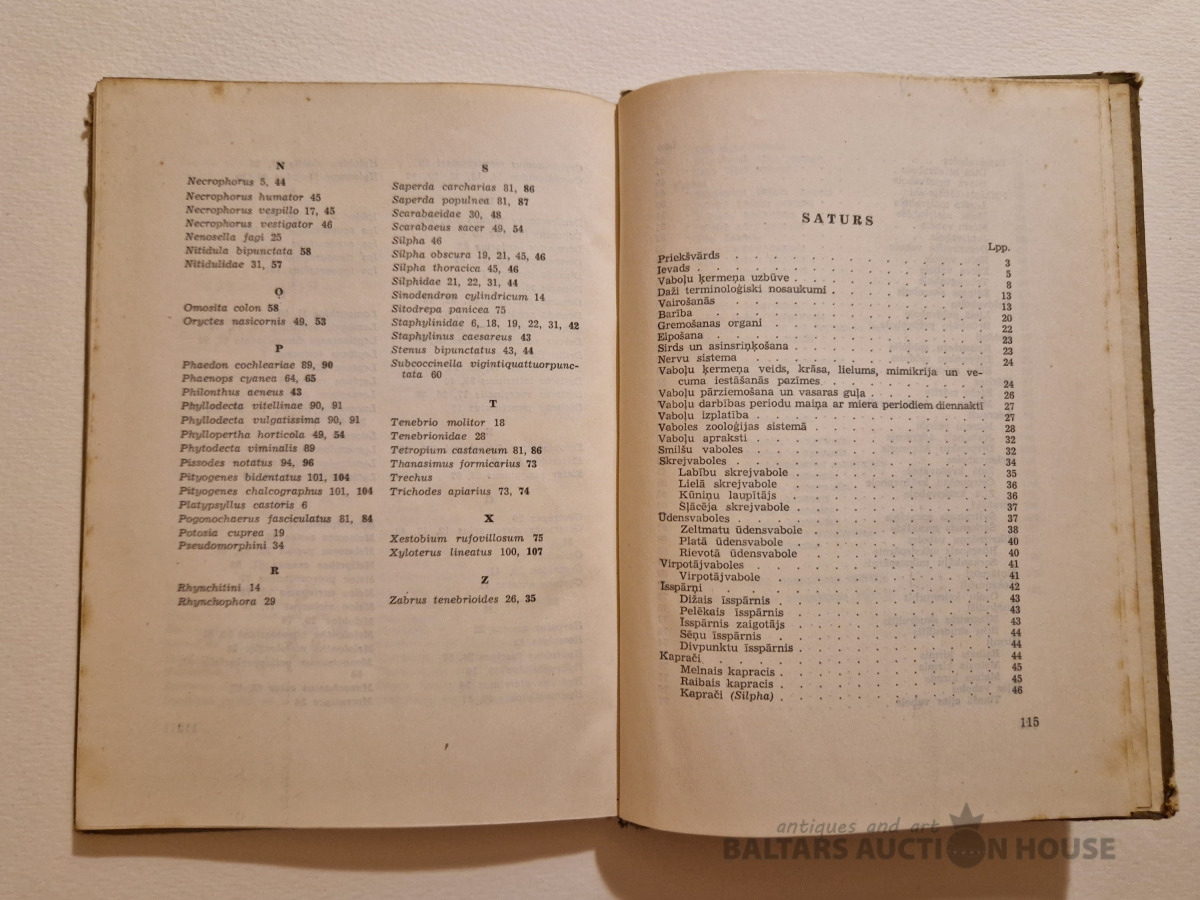 N
Necrophorus 5, 44
Necrophorus humator 45
Necrophorus vespillo 17, 45
Necrophorus vestigator 46
Nenosella fagi 25
Nitidula bipunctata 58
Nitidulidae 31, 57
O
Omosita colon 58
Oryctes nasicornis 49, 53
P
Phaedon cochleariae 89, 90
Phaenops cyanea 64, 65
Philonthus aeneus 43
Phyllodecta vitellinae 90, 91
Phyllodecta vulgatissima 90, 91
Phyllopertha horticola 49, 54
Phytodecta viminalis 89
Pissodes notatus 94, 96
Pityogenes bidentatus 101, 104
Pityogenes chalcographus 101, 104
Platypsyllus castoris 6
Pogonochaerus fasciculatus 81, 84
Potosia cuprea 19
Pseudomorphini 34
R
Rhynchitini 14
Rhynchophora 29
S
Saperda carcharias 81, 86
Saperda populnea 81, 87
Scarabaeidae 30, 48
Scarabaeus sacer 49, 54
Silpha 46
Silpha obscura 19, 21, 45, 46
Silpha thoracica 45, 46
Silphidae 21, 22, 31, 44
Sinodendron cylindricum 14
Sitodrepa panicea 75
Staphylinidae 6, 18, 19, 22, 31, 42
Staphylinus caesareus 43
Stenus bipunctatus 43, 44
Subcoccinella vigintiquattuorpunc-
tata 60
T
Tenebrio molitor 18
Tenebrionidae 28
Tetropium castaneum 81, 86
Thanasimus formicarius 73
Trechus
Trichodes apiarius 73, 74
X
Xestobium rufovillosum 75
Xyloterus lineatus 100, 107
Z
Zabrus tenebrioides 26, 35
SATURS
Lpp.
Priekšvārds . . . . . . . . . . 3
Ievads . . . . . . . . . . 5
Vaboļu ķermeņa uzbūve . . . . . . . . . . 8
Daži terminoloģiski nosaukumi . . . . . . . . . . 13
Vairošanās . . . . . . . . . . 13
Barība . . . . . . . . . . 20
Gremošanas organi . . . . . . . . . . 22
Elpošana . . . . . . . . . . 23
Sirds un asinsriņķošana . . . . . . . . . . 23
Nervu sistema . . . . . . . . . . 24
Vaboļu ķermeņa veids, krāsa, lielums, mimikrija un ve-
cuma iestāšanās pazīmes . . . . . . . . . . 24
Vaboļu pārziemošana un vasaras guļa . . . . . . . . . . 26
Vaboļu darbības periodu maiņa ar miera periodiem diennaktī 27
Vaboļu izplatība . . . . . . . . . . 27
Vaboles zooloģijas sistemā . . . . . . . . . . 28
Vaboļu apraksti . . . . . . . . . . 32
Smilšu vaboles . . . . . . . . . . 32
Skrejvaboles . . . . . . . . . . 34
Labību skrejvabole . . . . . . . . . . 35
Lielā skrejvabole . . . . . . . . . . 36
Kūniņu laupītājs . . . . . . . . . . 36
Šļācēja skrejvabole . . . . . . . . . . 37
Ūdensvaboles . . . . . . . . . . 37
Zeltmatu ūdensvabole . . . . . . . . . . 38
Platā ūdensvabole . . . . . . . . . . 40
Rievotā ūdensvabole . . . . . . . . . . 40
Virpotājvaboles . . . . . . . . . . 41
Virpotājvabole . . . . . . . . . . 41
Īsspārņi . . . . . . . . . . 42
Dižais īsspārnis . . . . . . . . . . 43
Pelēkais īsspārnis . . . . . . . . . . 43
Īsspārnis zaigotājs . . . . . . . . . . 43
Sēņu īsspārnis . . . . . . . . . . 44
Divpunktu īsspārnis . . . . . . . . . . 44
Kaprači . . . . . . . . . . 44
Melnais kapracis . . . . . . . . . . 45
Raibais kapracis . . . . . . . . . . 45
Kaprači (Silpha) . . . . . . . . . . 46
115
antiques and art
BALTARS AUCTION HOUSE